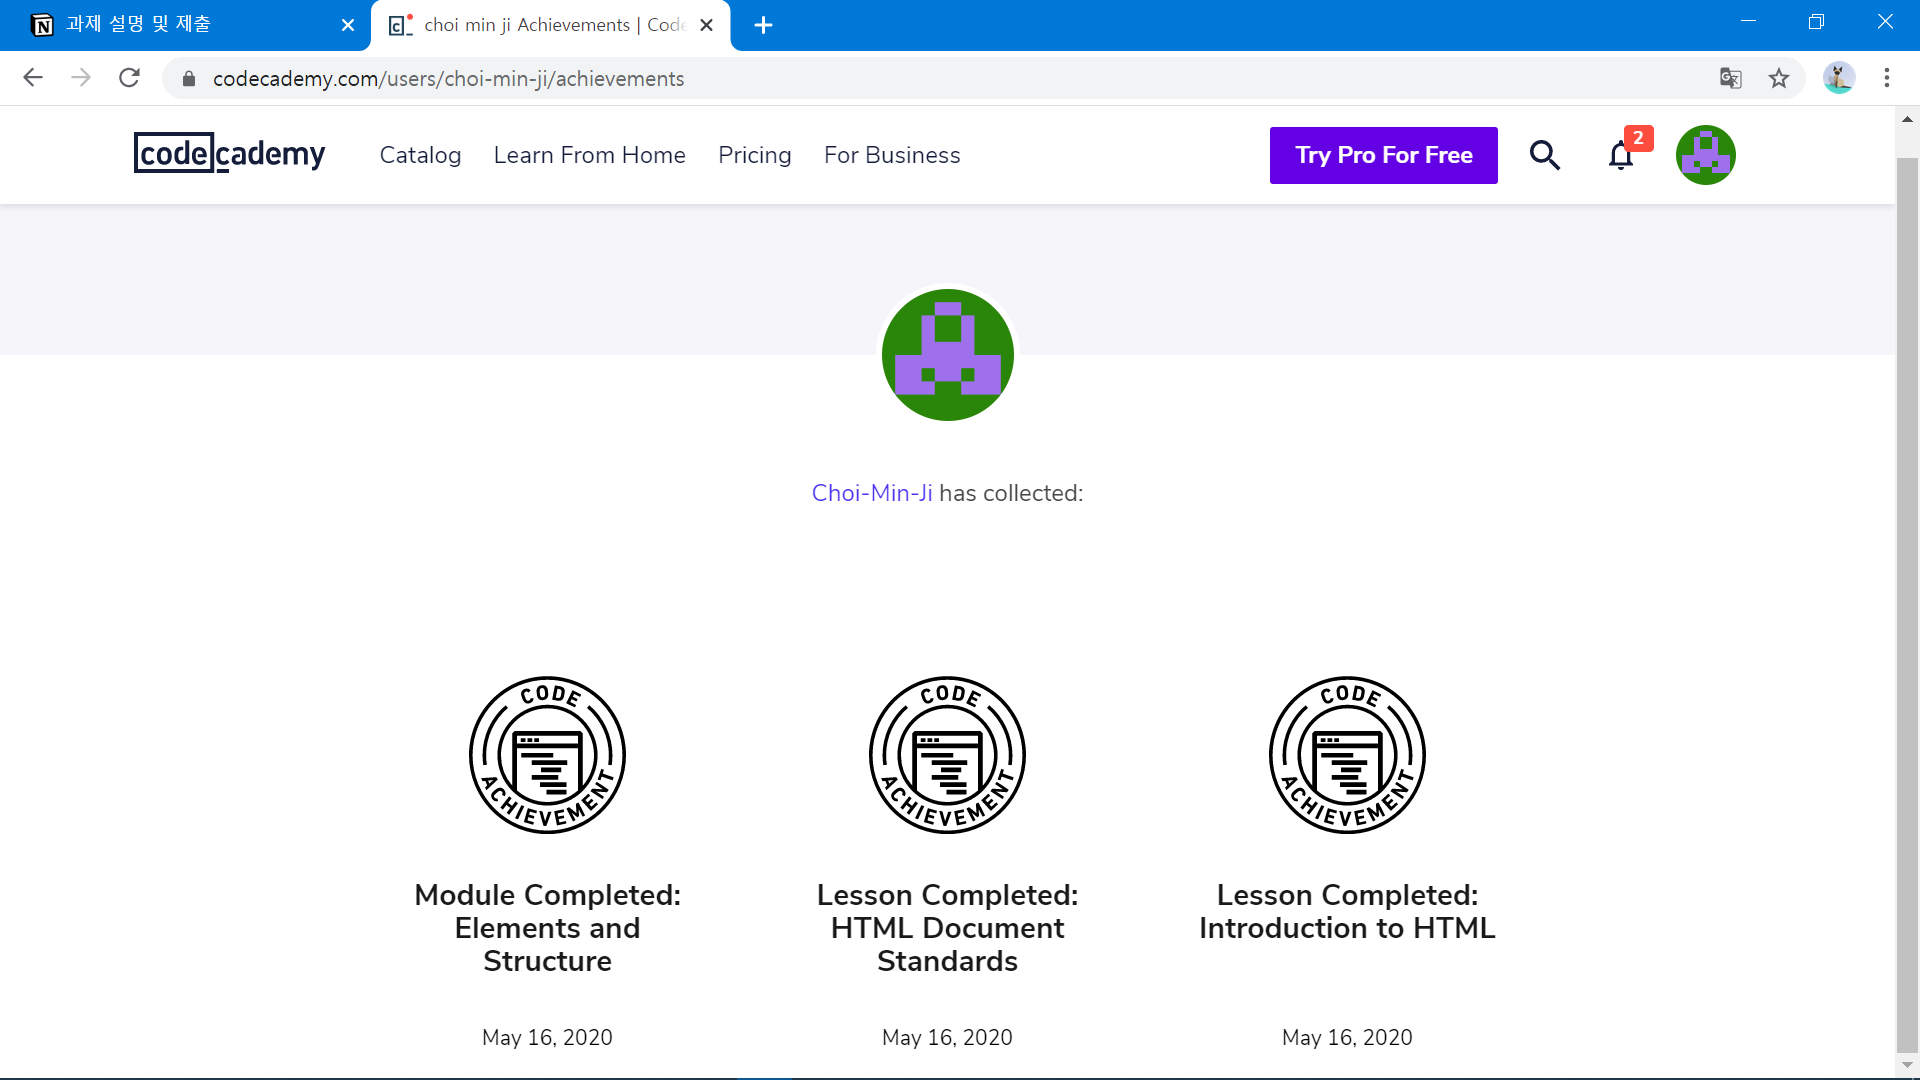 과제 설명 및 제출
choi min ji Achievements | Code
codecademy.com/users/choi-min-ji/achievements
codecademy
Catalog
Learn From Home
Pricing
For Business
Try Pro For Free
2
Choi-Min-Ji has collected:
CODE
ACHIEVEMENT
CODE
ACHIEVEMENT
CODE
ACHIEVEMENT
Module Completed:
Elements and
Structure
May 16, 2020
Lesson Completed:
HTML Document
Standards
May 16, 2020
Lesson Completed:
Introduction to HTML
May 16, 2020